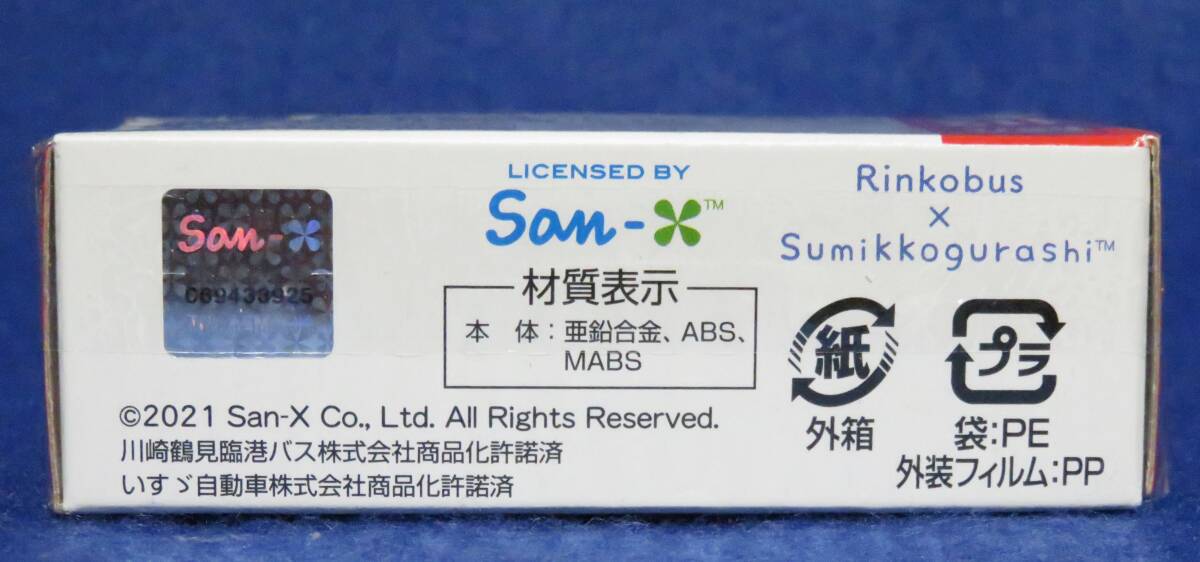 San-X
C69433925
LICENSED BY
San-X™
材質表示
本 体：亜鉛合金、ABS、
MABS
©2021 San-X Co., Ltd. All Rights Reserved.
川崎鶴見臨港バス株式会社商品化許諾済
いすゞ自動車株式会社商品化許諾済
Rinkobus
×
Sumikkogurashi™
紙
外箱
プラ
袋：PE
外装フィルム：PP